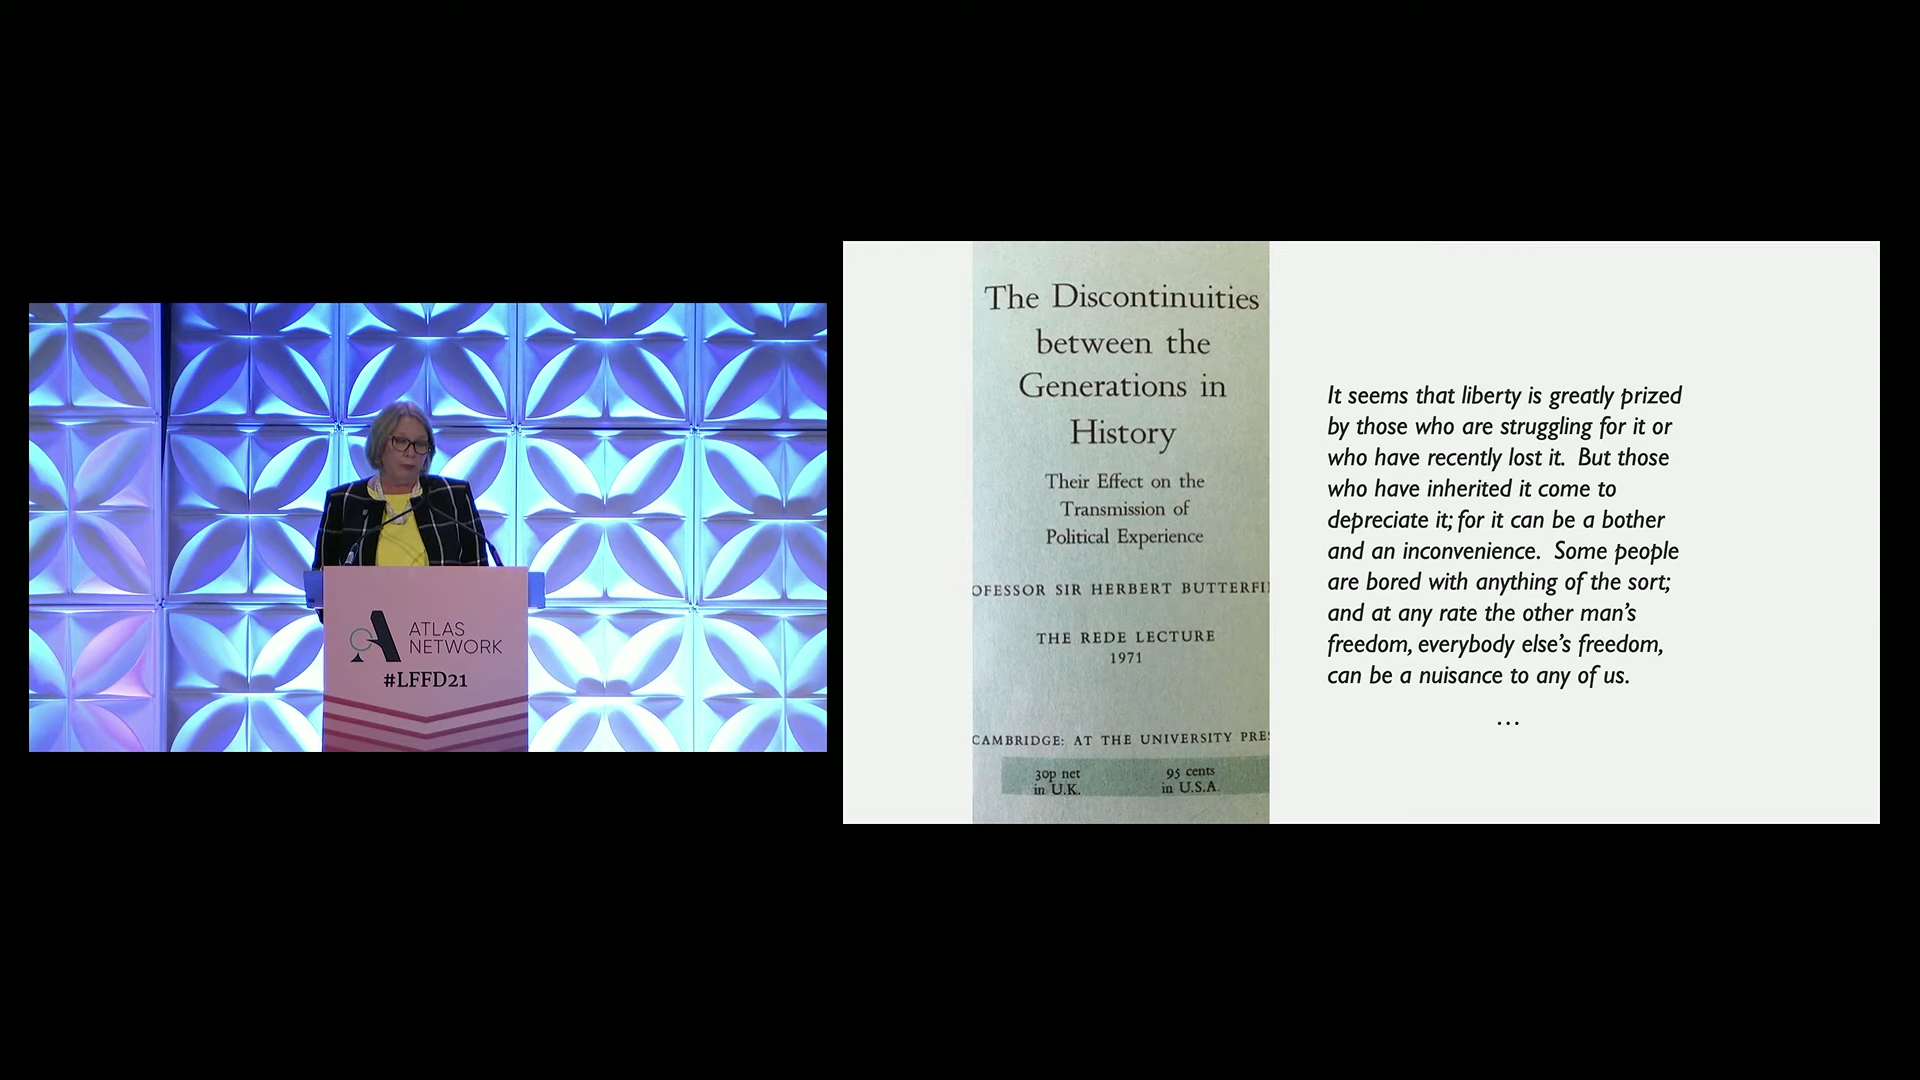 ATLAS
NETWORK
#LFFD21
The Discontinuities
between the
Generations in
History
Their Effect on the
Transmission of
Political Experience
OFESSOR SIR HERBERT BUTTERFI
THE REDE LECTURE
1971
CAMBRIDGE: AT THE UNIVERSITY PRES
30p net
in U.K.
95 cents
in U.S.A.
It seems that liberty is greatly prized
by those who are struggling for it or
who have recently lost it. But those
who have inherited it come to
depreciate it; for it can be a bother
and an inconvenience. Some people
are bored with anything of the sort;
and at any rate the other man's
freedom, everybody else's freedom,
can be a nuisance to any of us.
…